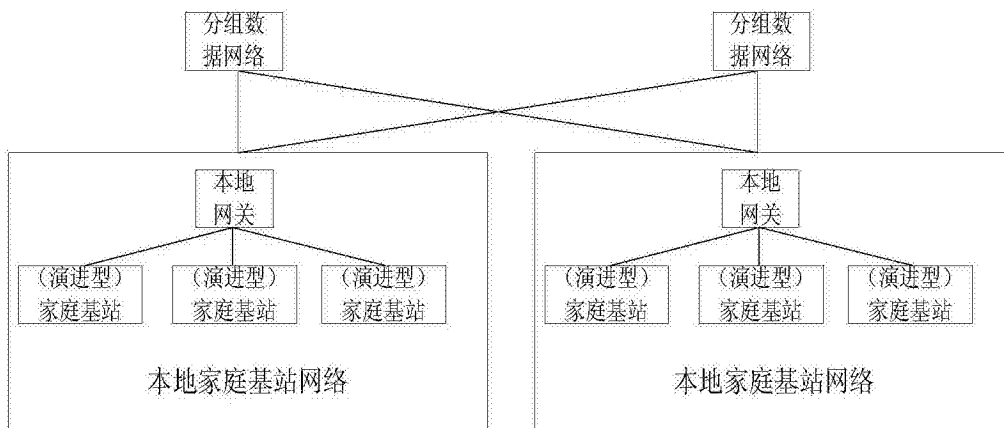 分组数
据网络
分组数
据网络
本地
网关
（演进型）
家庭基站
（演进型）
家庭基站
（演进型）
家庭基站
本地家庭基站网络
本地
网关
（演进型）
家庭基站
（演进型）
家庭基站
（演进型）
家庭基站
本地家庭基站网络